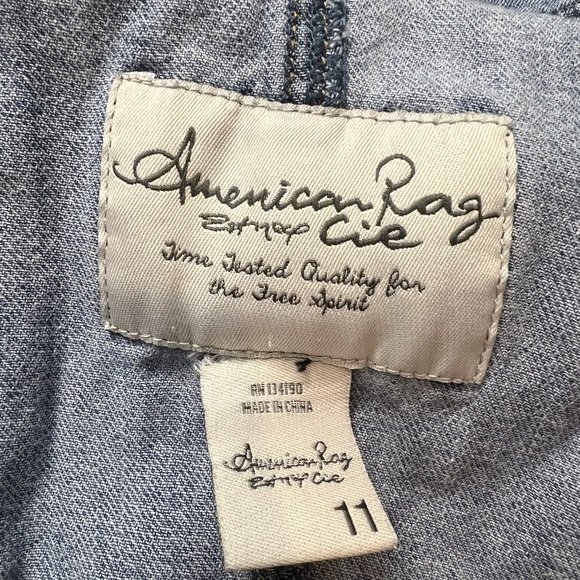 American Rag
Cie
Time Tested Quality for
the Free Spirit
RN 134190
MADE IN CHINA
American Rag
Cie
11